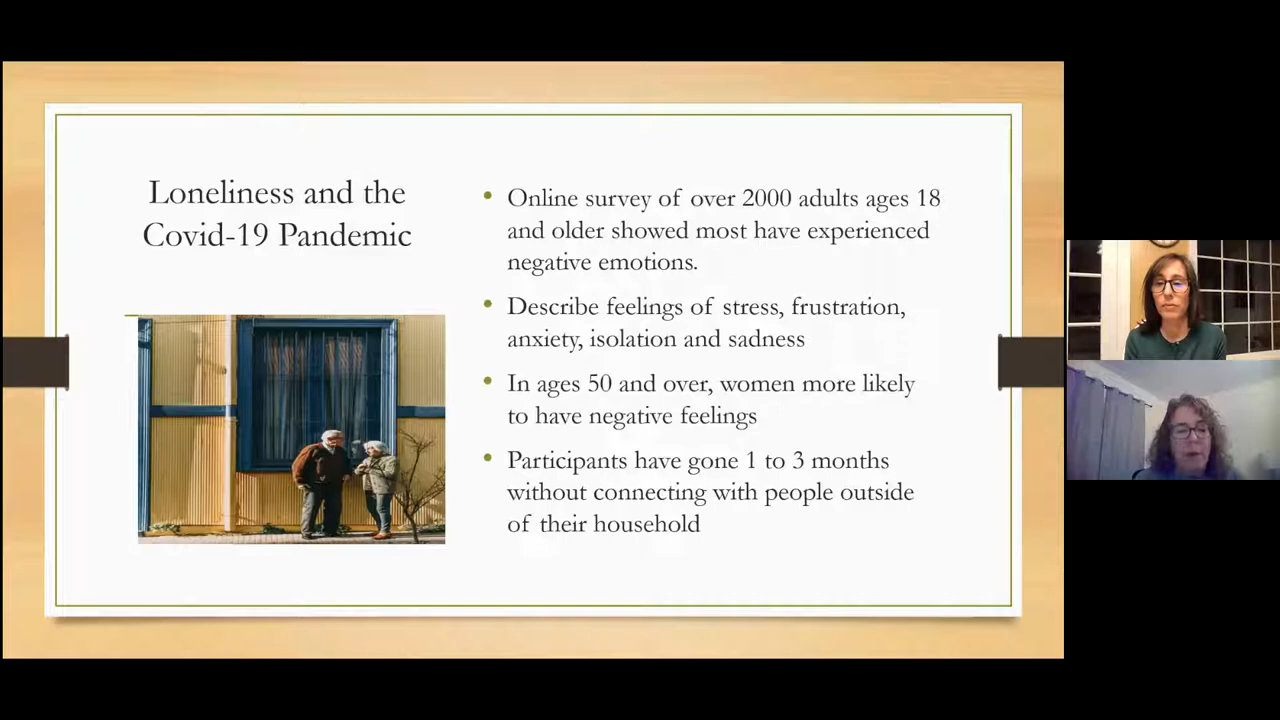 Loneliness and the
Covid-19 Pandemic
• Online survey of over 2000 adults ages 18
and older showed most have experienced
negative emotions.
• Describe feelings of stress, frustration,
anxiety, isolation and sadness
• In ages 50 and over, women more likely
to have negative feelings
• Participants have gone 1 to 3 months
without connecting with people outside
of their household